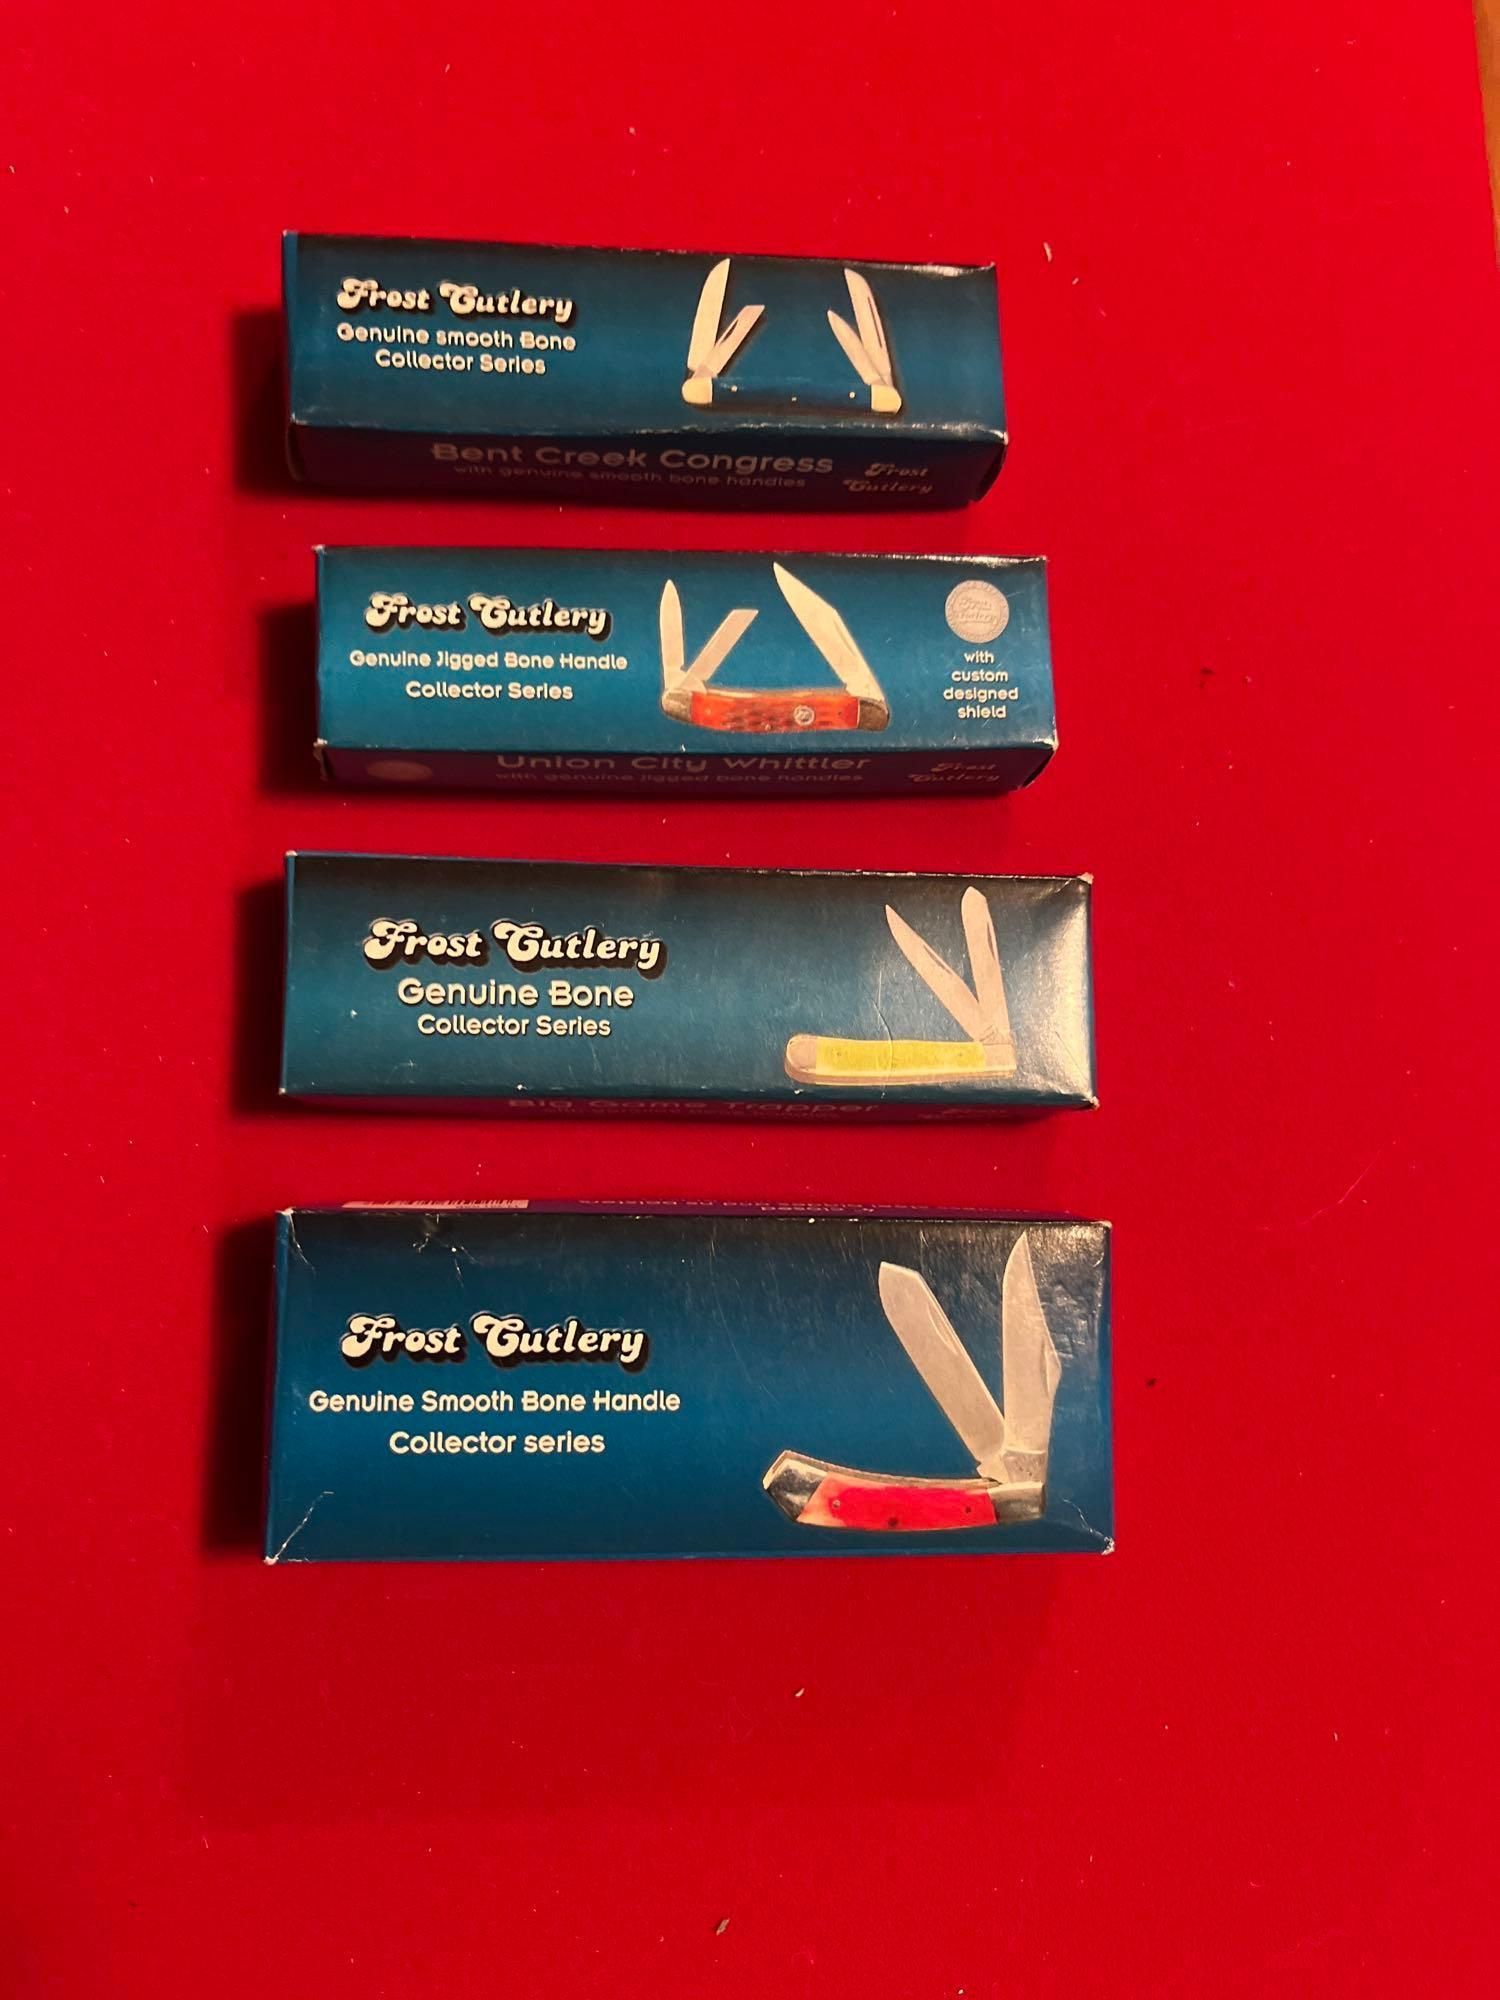 Frost Cutlery
Genuine smooth Bone
Collector Series
Bent Creek Congress
with genuine smooth bone handles
Frost
Cutlery
Frost Cutlery
Genuine Jigged Bone Handle
Collector Series
with
custom
designed
shield
Union City Whittler
with genuine jigged bone handles
Frost
Cutlery
Frost Cutlery
Genuine Bone
Collector Series
Big Game Trapper
Frost Cutlery
Genuine Smooth Bone Handle
Collector series